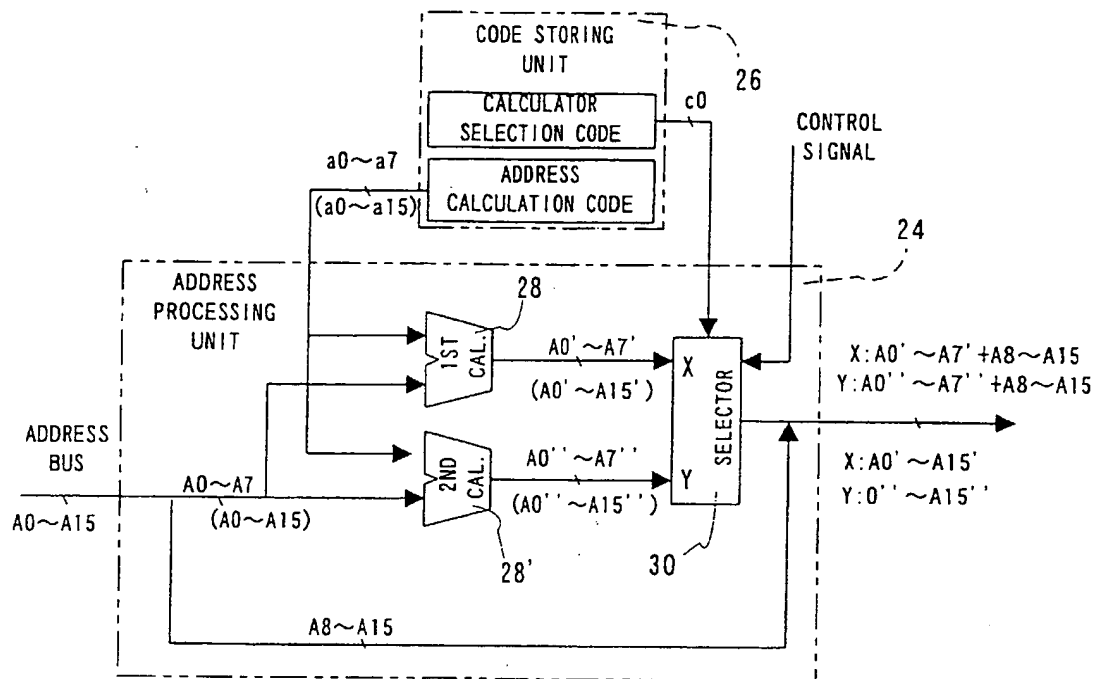 CODE STORING
UNIT
26
CALCULATOR
SELECTION CODE
c0
CONTROL
SIGNAL
a0~a7
(a0~a15)
ADDRESS
CALCULATION CODE
24
ADDRESS
PROCESSING
UNIT
28
1ST
CAL.
A0'~A7'
(A0'~A15')
X
SELECTOR
X:A0'~A7'+A8~A15
Y:A0''~A7''+A8~A15
ADDRESS
BUS
A0~A15
A0~A7
(A0~A15)
2ND
CAL.
A0''~A7''
(A0''~A15'')
Y
X:A0'~A15'
Y:0''~A15''
28'
30
A8~A15